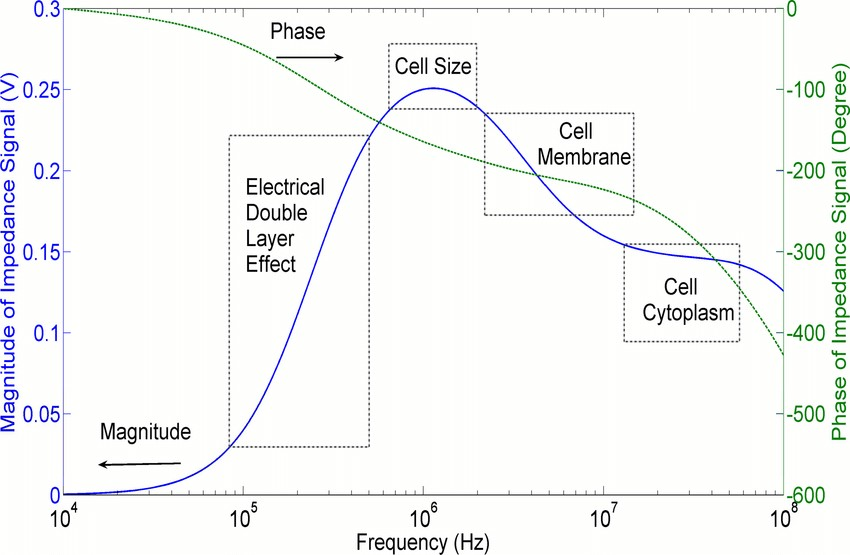 Magnitude of Impedance Signal (V)
0.3
0.25
0.2
0.15
0.1
0.05
0
Phase
Cell Size
Cell
Membrane
Electrical
Double
Layer
Effect
Cell
Cytoplasm
Magnitude
0
-100
-200
-300
-400
-500
-600
Phase of Impedance Signal (Degree)
10^4 10^5 10^6 10^7 10^8
Frequency (Hz)